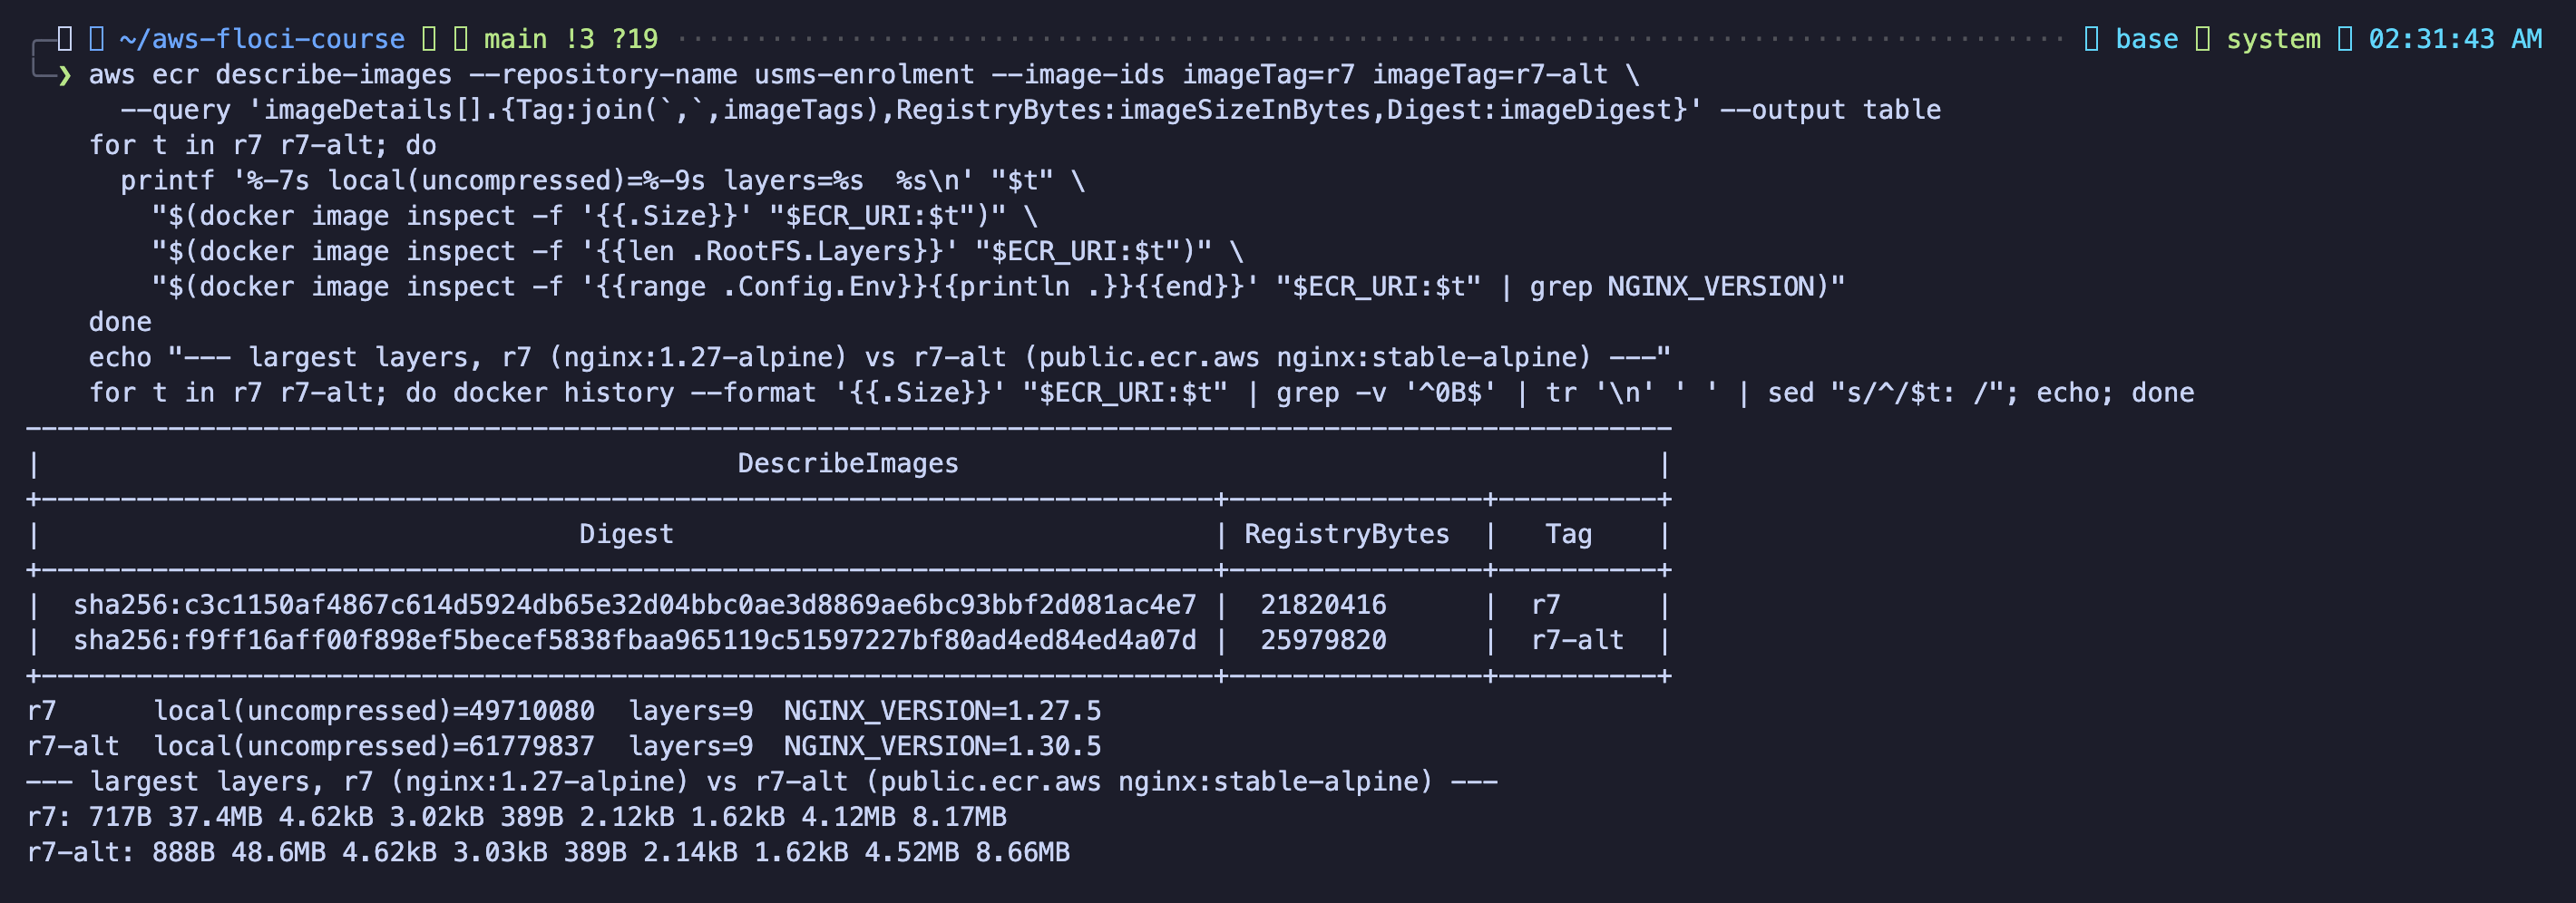 ~/aws-floci-course main !3 ?19 base system 02:31:43 AM
❯ aws ecr describe-images --repository-name usms-enrolment --image-ids imageTag=r7 imageTag=r7-alt \
--query 'imageDetails[].{Tag:join(`,`,imageTags),RegistryBytes:imageSizeInBytes,Digest:imageDigest}' --output table
for t in r7 r7-alt; do
printf '%-7s local(uncompressed)=%-9s layers=%s  %s\n' "$t" \
"$(docker image inspect -f '{{.Size}}' "$ECR_URI:$t")" \
"$(docker image inspect -f '{{len .RootFS.Layers}}' "$ECR_URI:$t")" \
"$(docker image inspect -f '{{range .Config.Env}}{{println .}}{{end}}' "$ECR_URI:$t" | grep NGINX_VERSION)"
done
echo "--- largest layers, r7 (nginx:1.27-alpine) vs r7-alt (public.ecr.aws nginx:stable-alpine) ---"
for t in r7 r7-alt; do docker history --format '{{.Size}}' "$ECR_URI:$t" | grep -v '^0B$' | tr '\n' ' ' | sed "s/^/$t: /"; echo; done
DescribeImages
| Digest | RegistryBytes | Tag |
| sha256:c3c1150af4867c614d5924db65e32d04bbc0ae3d8869ae6bc93bbf2d081ac4e7 | 21820416 | r7 |
| sha256:f9ff16aff00f898ef5becef5838fbaa965119c51597227bf80ad4ed84ed4a07d | 25979820 | r7-alt |
r7      local(uncompressed)=49710080  layers=9  NGINX_VERSION=1.27.5
r7-alt  local(uncompressed)=61779837  layers=9  NGINX_VERSION=1.30.5
--- largest layers, r7 (nginx:1.27-alpine) vs r7-alt (public.ecr.aws nginx:stable-alpine) ---
r7: 717B 37.4MB 4.62kB 3.02kB 389B 2.12kB 1.62kB 4.12MB 8.17MB
r7-alt: 888B 48.6MB 4.62kB 3.03kB 389B 2.14kB 1.62kB 4.52MB 8.66MB